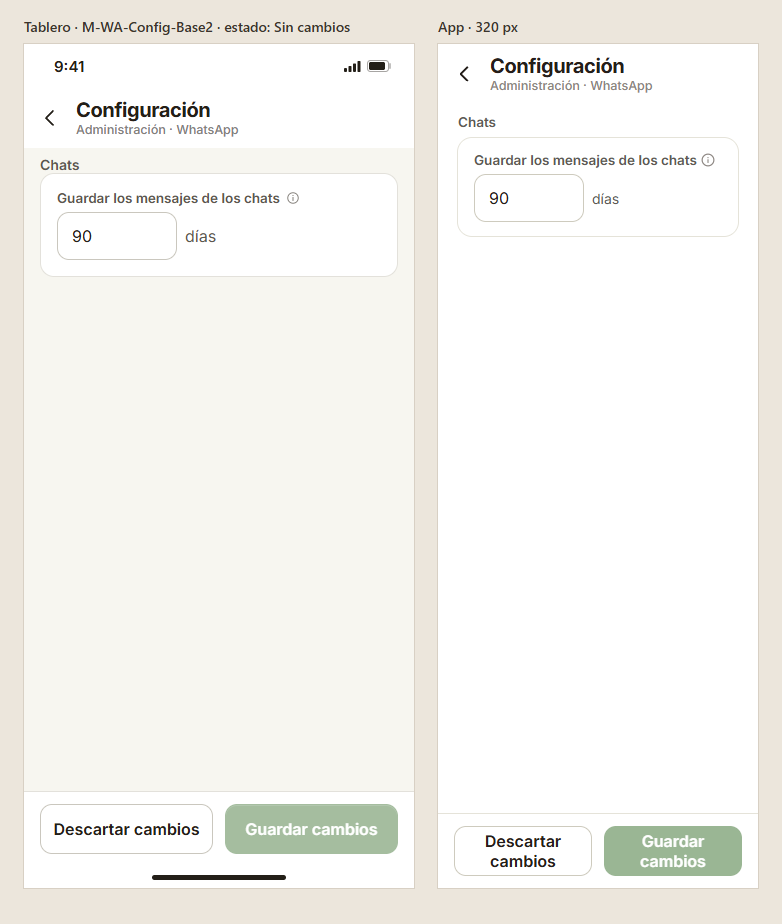 Tablero · M-WA-Config-Base2 · estado: Sin cambios
9:41
Configuración
Administración · WhatsApp
Chats
Guardar los mensajes de los chats
90
días
Descartar cambios
Guardar cambios
App · 320 px
Configuración
Administración · WhatsApp
Chats
Guardar los mensajes de los chats
90
días
Descartar
cambios
Guardar
cambios